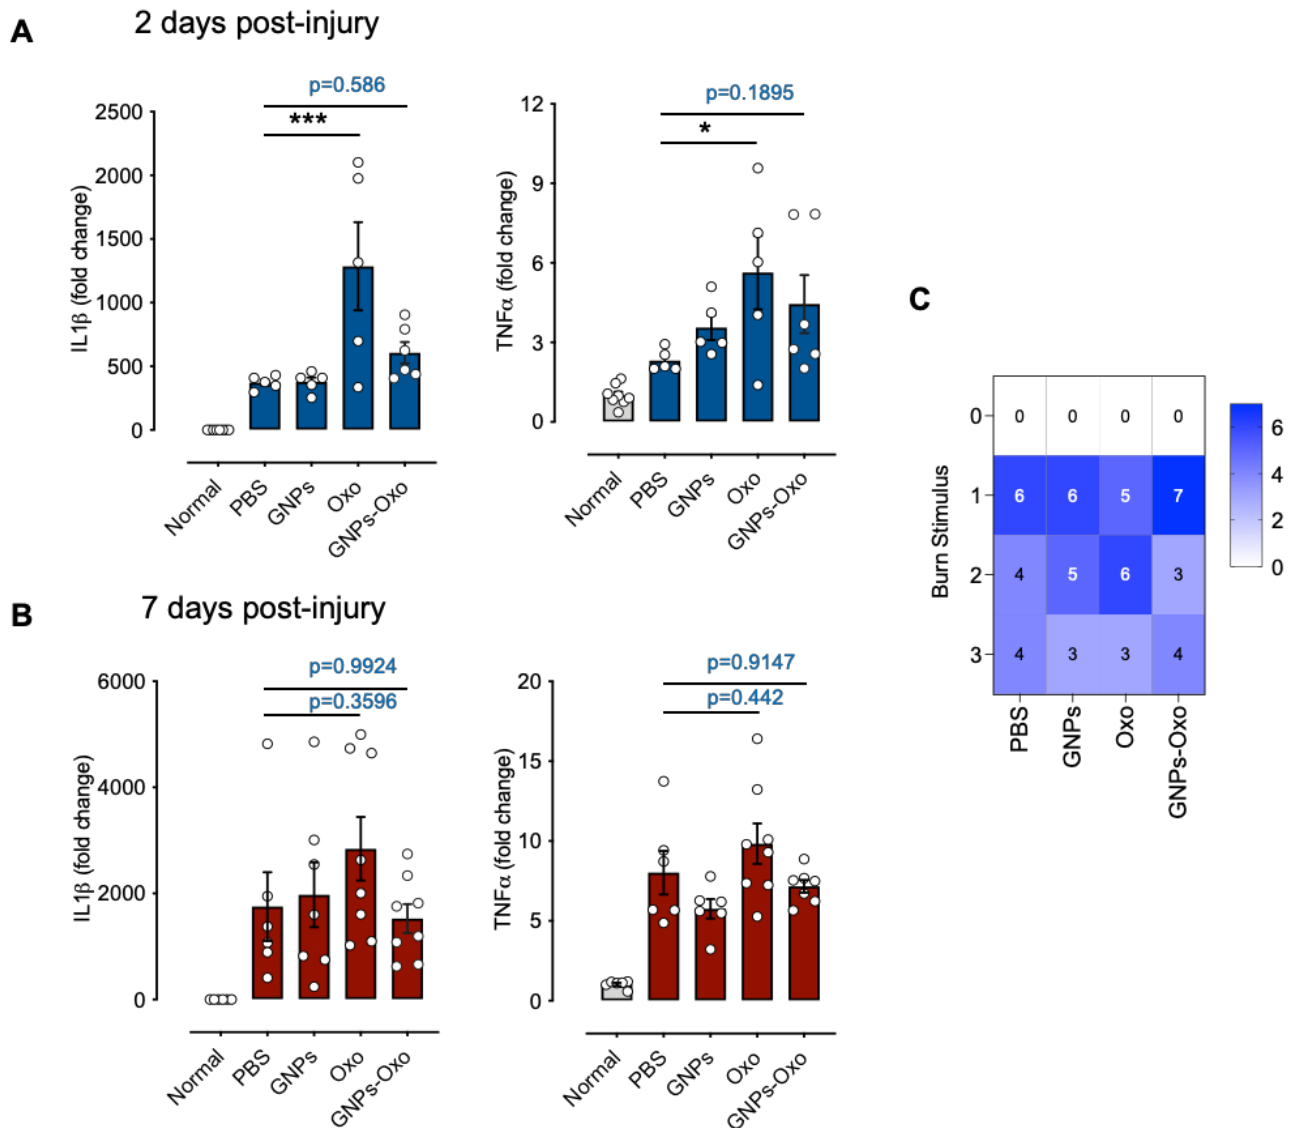 A
2 days post-injury
p=0.586
***
2500
2000
1500
1000
500
0
IL1β (fold change)
Normal
PBS
GNPs
Oxo
GNPs-Oxo
p=0.1895
*
12
9
6
3
0
TNFα (fold change)
Normal
PBS
GNPs
Oxo
GNPs-Oxo
B
7 days post-injury
p=0.9924
p=0.3596
6000
4000
2000
0
IL1β (fold change)
Normal
PBS
GNPs
Oxo
GNPs-Oxo
p=0.9147
p=0.442
20
15
10
5
0
TNFα (fold change)
Normal
PBS
GNPs
Oxo
GNPs-Oxo
C
Burn Stimulus
0 0 0 0 0
1 6 6 5 7
2 4 5 6 3
3 4 3 3 4
PBS
GNPs
Oxo
GNPs-Oxo
6
4
2
0